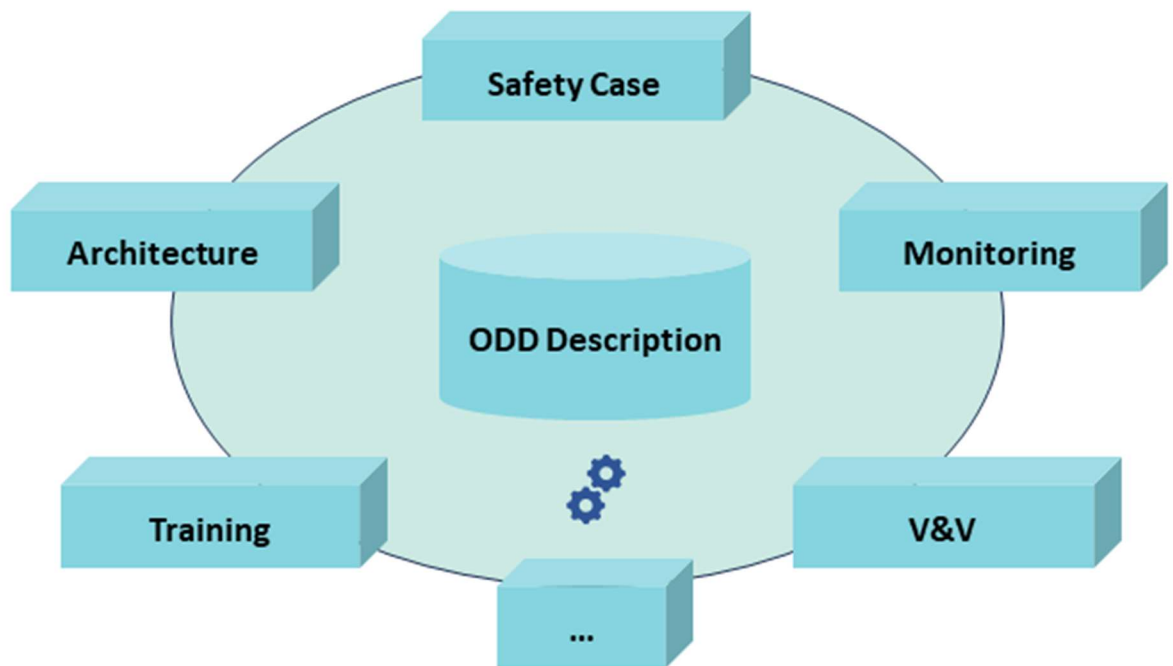 Safety Case
Architecture
Monitoring
ODD Description
Training
V&V
...